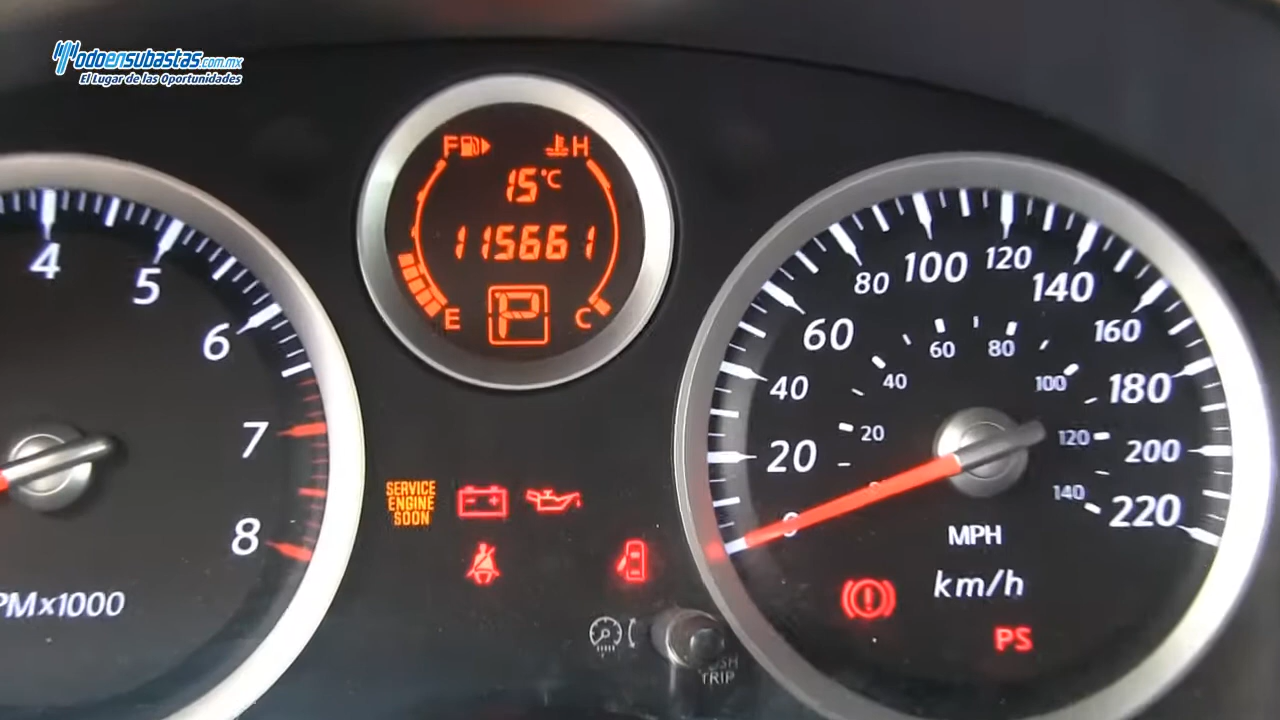 Todoensubastas.com.mx
El Lugar de las Oportunidades
F H
15°C
115661
P
E C
4
5
6
7
8
PMx1000
SERVICE
ENGINE
SOON
0
20
40
60
80
100
120
140
160
180
200
220
20
40
60
80
100
120
140
MPH
km/h
PS
PUSH
TRIP